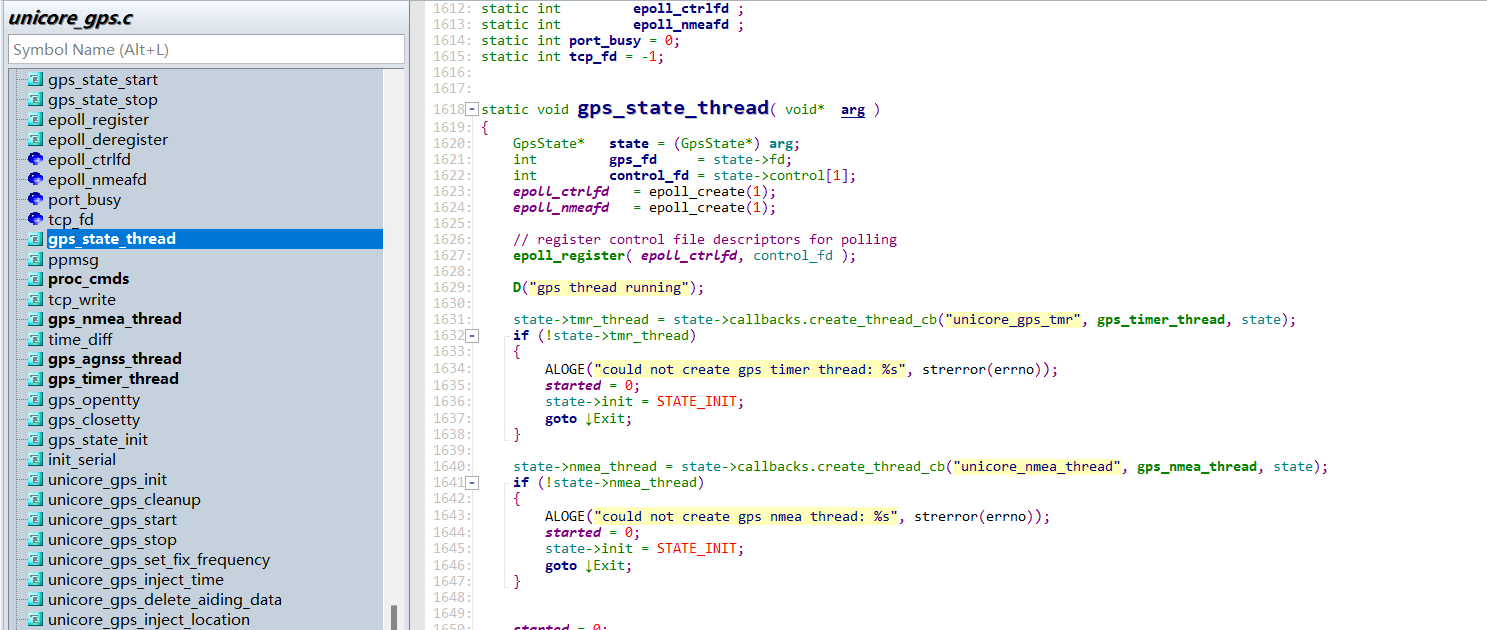 unicore_gps.c
Symbol Name (Alt+L)
gps_state_start
gps_state_stop
epoll_register
epoll_deregister
epoll_ctrlfd
epoll_nmeafd
port_busy
tcp_fd
gps_state_thread
ppmsg
proc_cmds
tcp_write
gps_nmea_thread
time_diff
gps_agnss_thread
gps_timer_thread
gps_opentty
gps_closetty
gps_state_init
init_serial
unicore_gps_init
unicore_gps_cleanup
unicore_gps_start
unicore_gps_stop
unicore_gps_set_fix_frequency
unicore_gps_inject_time
unicore_gps_delete_aiding_data
unicore_gps_inject_location
1612: static int epoll_ctrlfd ;
1613: static int epoll_nmeafd ;
1614: static int port_busy = 0;
1615: static int tcp_fd = -1;
1616:
1617:
1618 static void gps_state_thread( void* arg )
1619: {
1620: GpsState* state = (GpsState*) arg;
1621: int gps_fd = state->fd;
1622: int control_fd = state->control[1];
1623: epoll_ctrlfd = epoll_create(1);
1624: epoll_nmeafd = epoll_create(1);
1625:
1626: // register control file descriptors for polling
1627: epoll_register( epoll_ctrlfd, control_fd );
1628:
1629: D("gps thread running");
1630:
1631: state->tmr_thread = state->callbacks.create_thread_cb("unicore_gps_tmr", gps_timer_thread, state);
1632 if (!state->tmr_thread)
1633: {
1634: ALOGE("could not create gps timer thread: %s", strerror(errno));
1635: started = 0;
1636: state->init = STATE_INIT;
1637: goto ↓Exit;
1638: }
1639:
1640: state->nmea_thread = state->callbacks.create_thread_cb("unicore_nmea_thread", gps_nmea_thread, state);
1641 if (!state->nmea_thread)
1642: {
1643: ALOGE("could not create gps nmea thread: %s", strerror(errno));
1644: started = 0;
1645: state->init = STATE_INIT;
1646: goto ↓Exit;
1647: }
1648:
1649:
1650: started = 0;